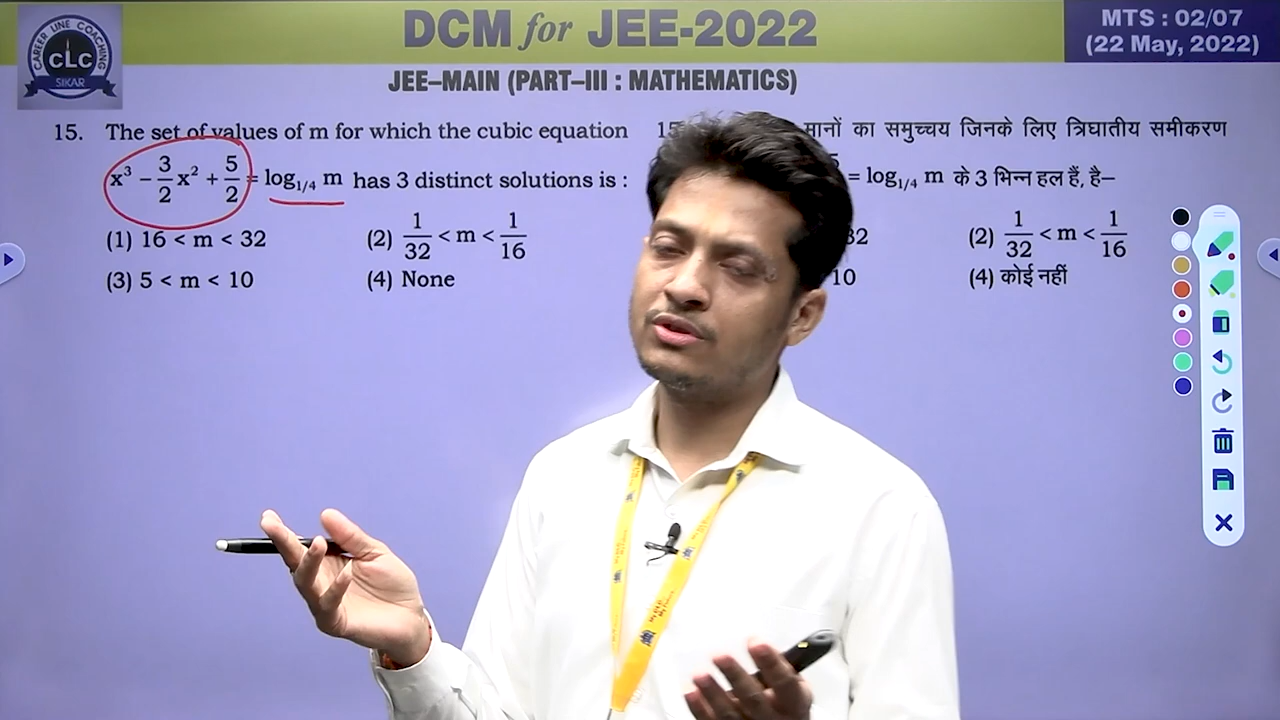 CAREER LINE COACHING
CLC
SIKAR
DCM for JEE-2022
MTS : 02/07
(22 May, 2022)
JEE–MAIN (PART–III : MATHEMATICS)
15. The set of values of m for which the cubic equation
x³ − 3/2 x² + 5/2 = log₁/₄ m has 3 distinct solutions is :
(1) 16 < m < 32 (2) 1/32 < m < 1/16
(3) 5 < m < 10 (4) None
15 मानों का समुच्चय जिनके लिए त्रिघातीय समीकरण
= log₁/₄ m के 3 भिन्न हल हैं, है–
32 (2) 1/32 < m < 1/16
10 (4) कोई नहीं